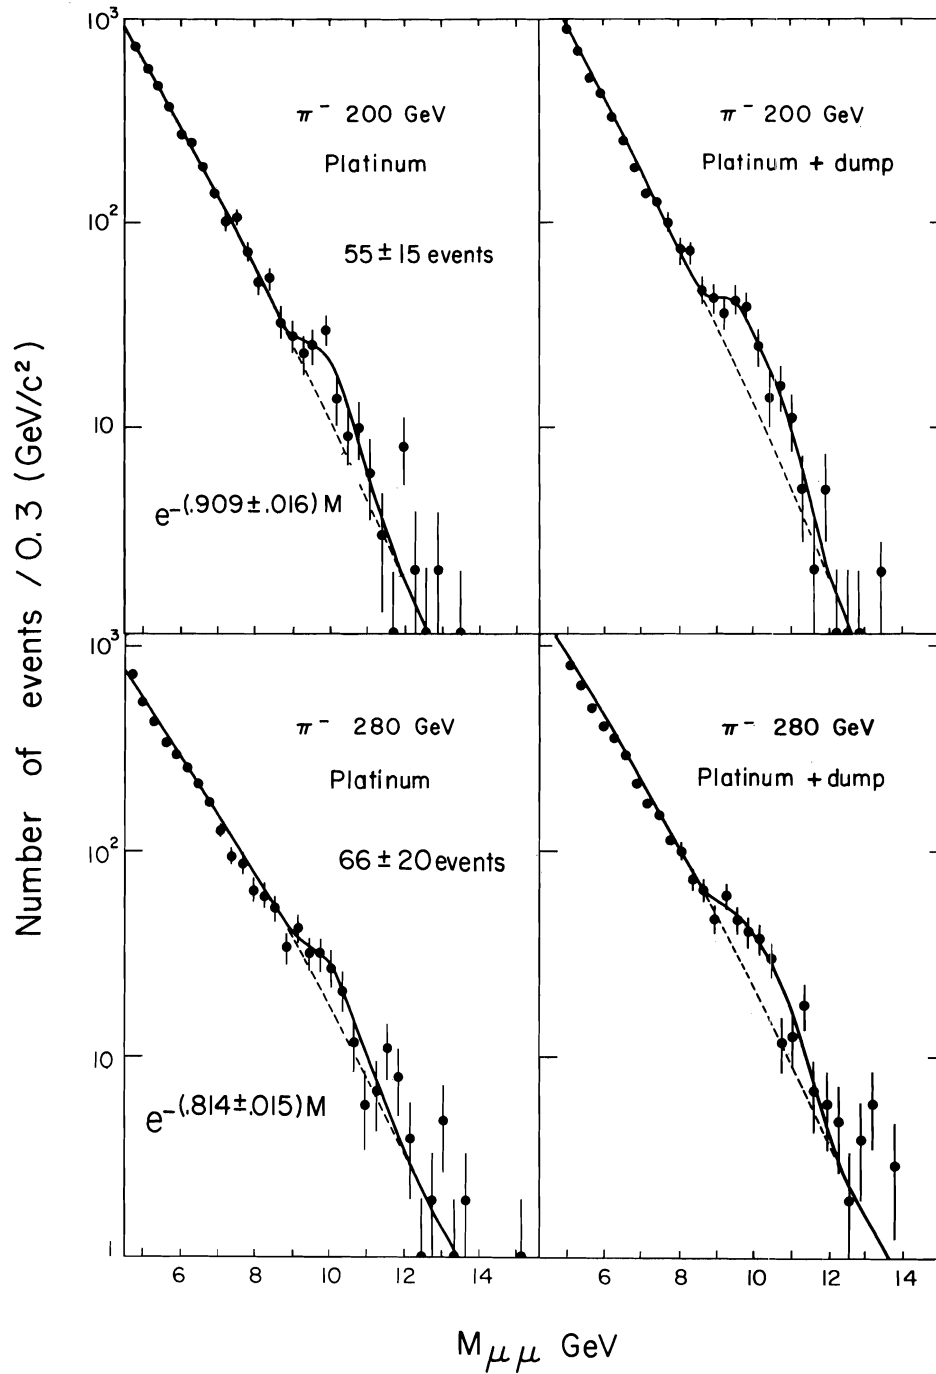 Number of events / 0.3 (GeV/c²)
10³
10²
10
π⁻ 200 GeV
Platinum
55 ± 15 events
e-(.909±.016)M
π⁻ 200 GeV
Platinum + dump
10³
10²
10
1
π⁻ 280 GeV
Platinum
66 ± 20 events
e-(.814±.015)M
π⁻ 280 GeV
Platinum + dump
6 8 10 12 14
6 8 10 12 14
Mμμ GeV